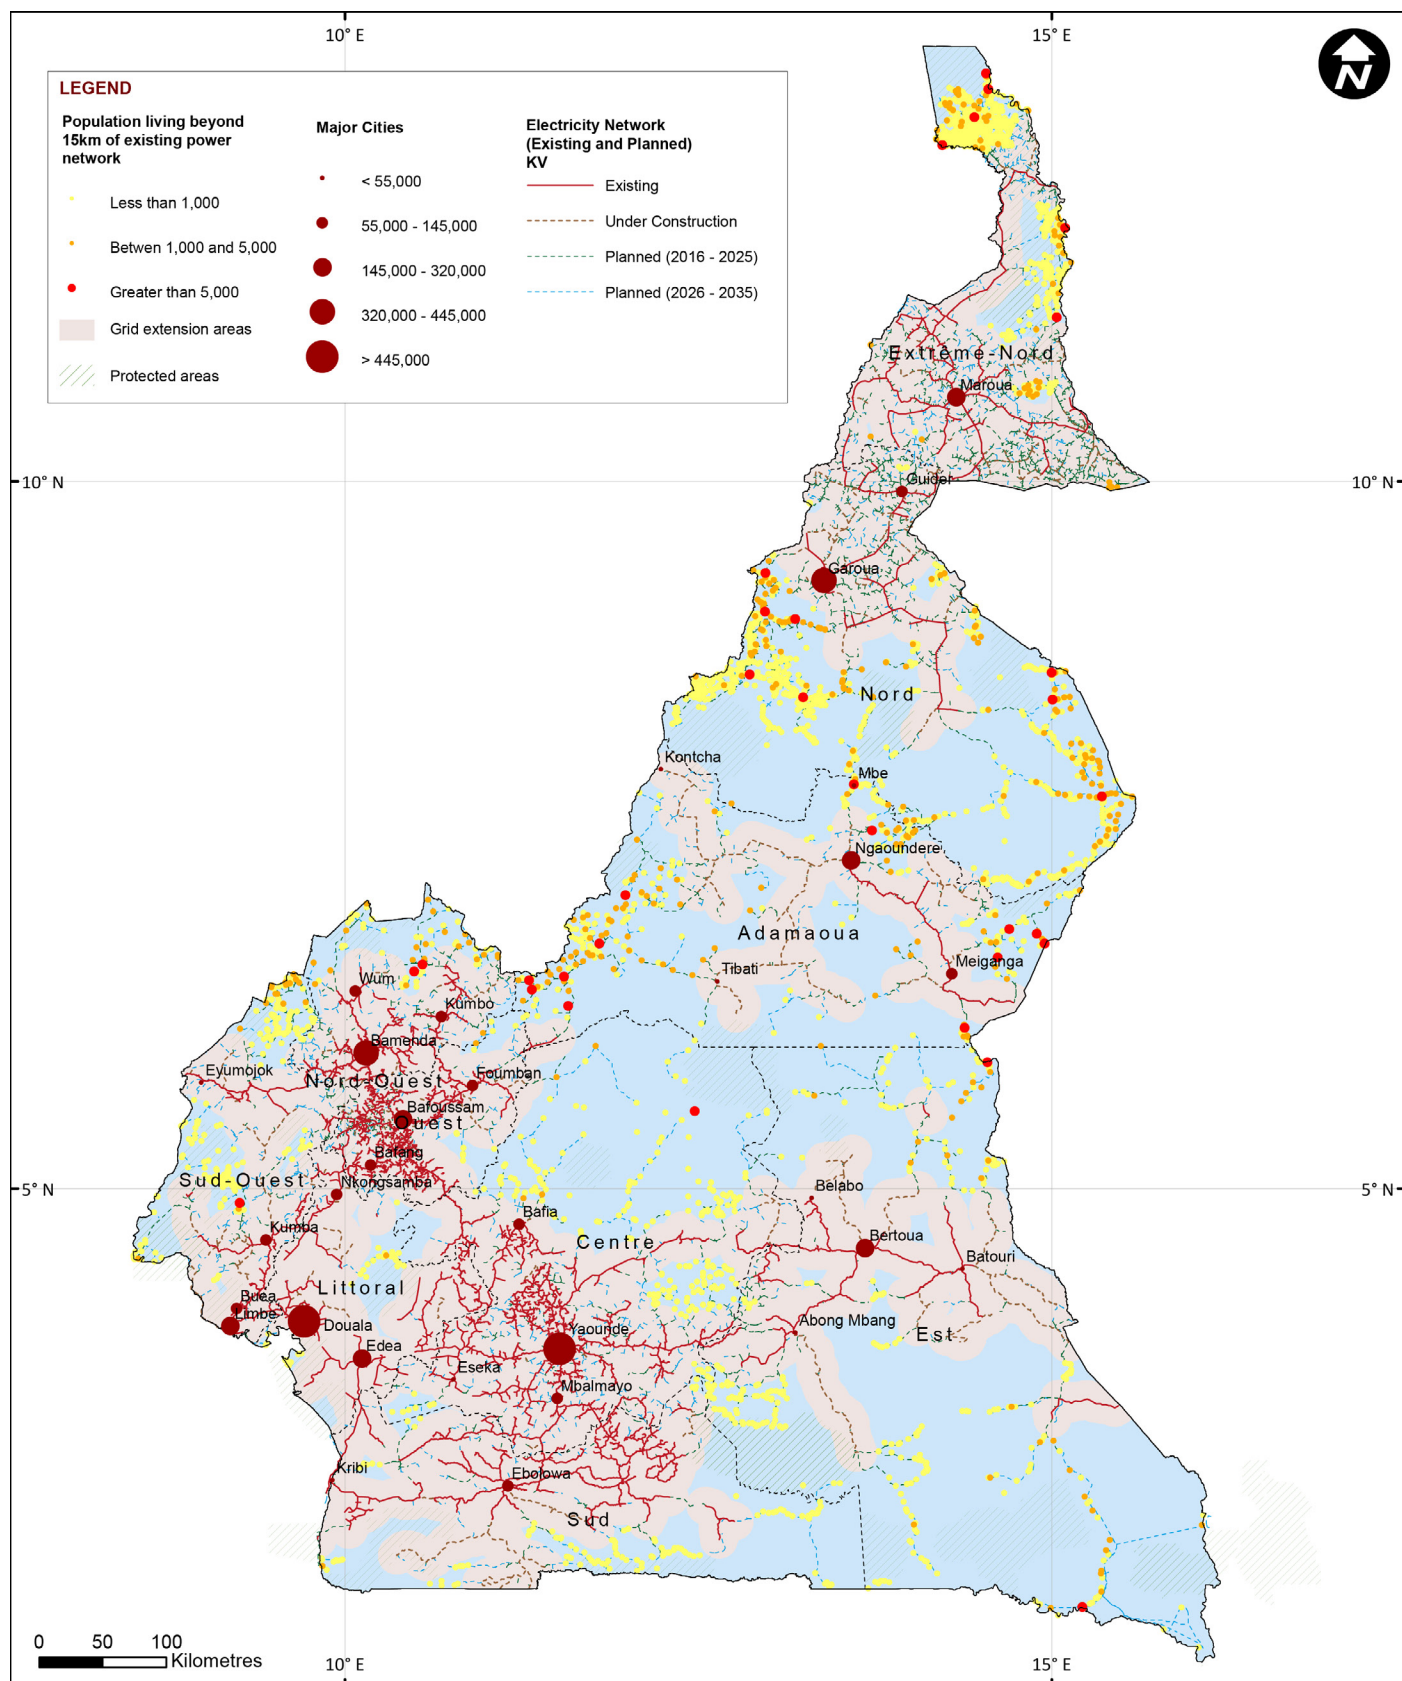 10° E
15° E
N
LEGEND
Population living beyond
15km of existing power
network
Less than 1,000
Betwen 1,000 and 5,000
Greater than 5,000
Grid extension areas
Protected areas
Major Cities
< 55,000
55,000 - 145,000
145,000 - 320,000
320,000 - 445,000
> 445,000
Electricity Network
(Existing and Planned)
KV
Existing
Under Construction
Planned (2016 - 2025)
Planned (2026 - 2035)
Extrême-Nord
Maroua
10° N
10° N
Guider
Garoua
Nord
Kontcha
Mbe
Ngaoundere
Adamaoua
Tibati
Meiganga
Wum
Kumbo
Bamenda
Eyumojok
Nord-Ouest
Foumban
Bafoussam
Ouest
Bafang
Sud-Ouest
Nkongsamba
5° N
5° N
Belabo
Bafia
Kumba
Centre
Bertoua
Batouri
Littoral
Buea
Limbe
Douala
Yaounde
Abong Mbang
Est
Edea
Eseka
Mbalmayo
Kribi
Ebolowa
Sud
0 50 100
Kilometres
10° E
15° E